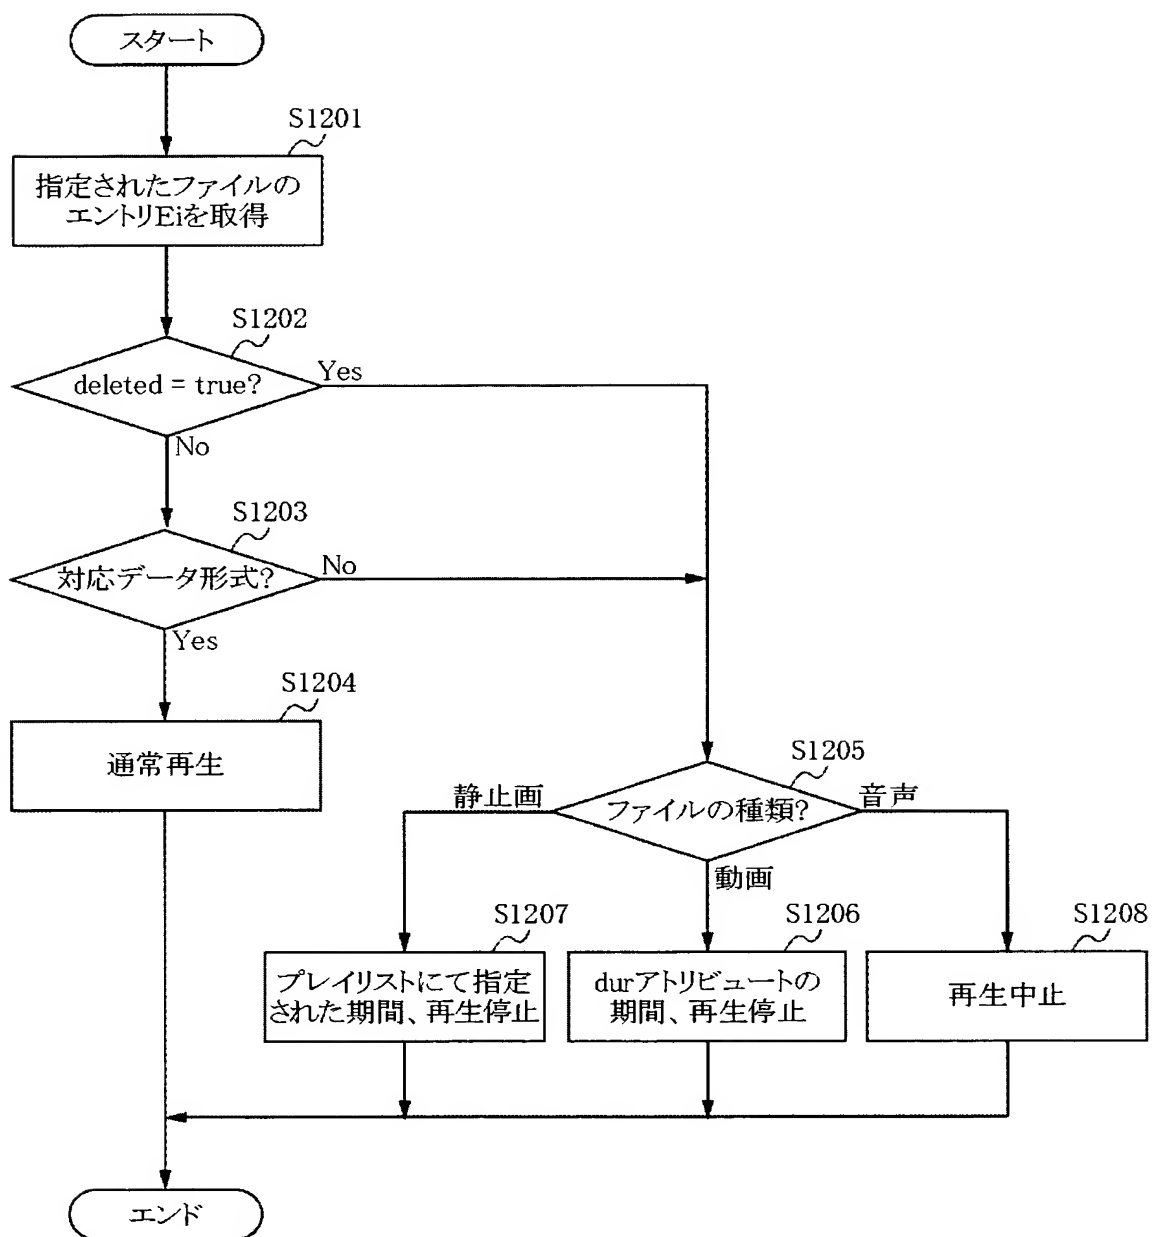 スタート
S1201
指定されたファイルの
エントリEiを取得
S1202
deleted = true?
Yes
No
S1203
対応データ形式?
No
Yes
S1204
通常再生
S1205
ファイルの種類?
静止画
音声
動画
S1207
プレイリストにて指定
された期間、再生停止
S1206
durアトリビュートの
期間、再生停止
S1208
再生中止
エンド